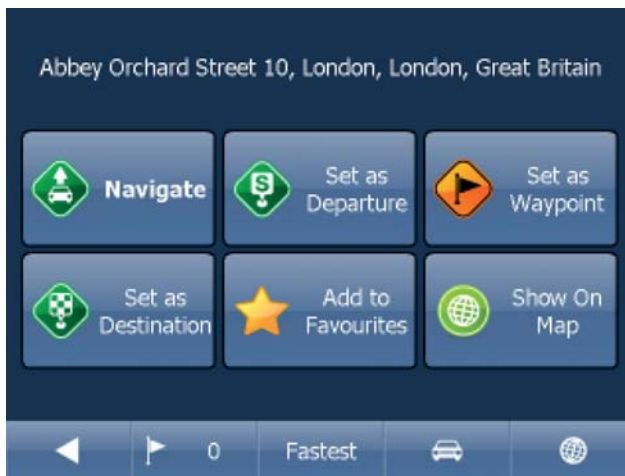 Abbey Orchard Street 10, London, London, Great Britain
Navigate
Set as
Departure
Set as
Waypoint
Set as
Destination
Add to
Favourites
Show On
Map
0
Fastest